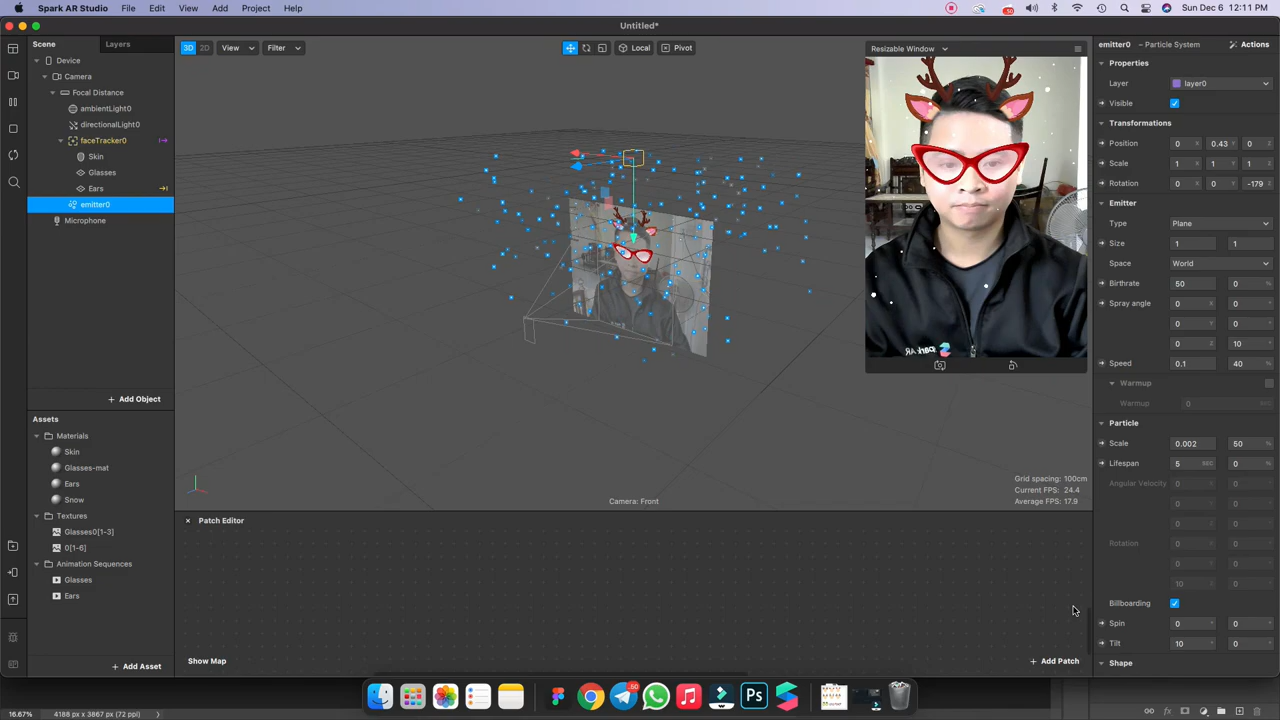 Spark AR Studio File Edit View Add Project Help Sun Dec 6 12:11 PM
Untitled*
Scene Layers
Device
Camera
Focal Distance
ambientLight0
directionalLight0
faceTracker0
Skin
Glasses
Ears
emitter0
Microphone
+ Add Object
Assets
Materials
Skin
Glasses-mat
Ears
Snow
Textures
Glasses0[1-3]
0[1-6]
Animation Sequences
Glasses
Ears
+ Add Asset
3D 2D View Filter Local Pivot
Resizable Window
Grid spacing: 100cm
Current FPS: 24.4
Average FPS: 17.9
Camera: Front
Patch Editor
Show Map
+ Add Patch
emitter0 – Particle System Actions
Properties
Layer layer0
Visible
Transformations
Position 0 0.43 0
Scale 1 1 1
Rotation 0 0 -179
Emitter
Type Plane
Size 1 1
Space World
Birthrate 50 0 %
Spray angle 0 X 0
0 Y 0
0 Z 10
Speed 0.1 40 %
Warmup
Warmup 0 SEC
Particle
Scale 0.002 50 %
Lifespan 5 SEC 0 %
Angular Velocity 0 0
0 0
0 0
Rotation 0 0
0 0
10 0
Billboarding
Spin 0 0
Tilt 10 0
Shape
16.67% 4188 px x 3867 px (72 ppi)